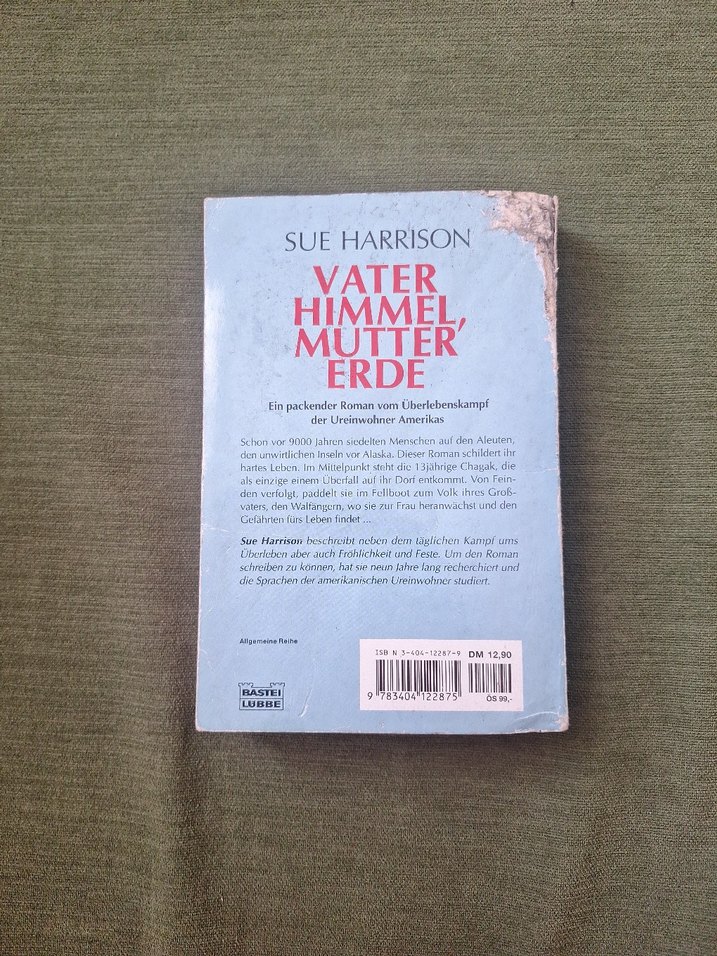 SUE HARRISON
VATER
HIMMEL,
MUTTER
ERDE
Ein packender Roman vom Überlebenskampf
der Ureinwohner Amerikas
Schon vor 9000 Jahren siedelten Menschen auf den Aleuten,
den unwirtlichen Inseln vor Alaska. Dieser Roman schildert ihr
hartes Leben. Im Mittelpunkt steht die 13jährige Chagak, die
als einzige einem Überfall auf ihr Dorf entkommt. Von Fein-
den verfolgt, paddelt sie im Fellboot zum Volk ihres Groß-
vaters, den Walfängern, wo sie zur Frau heranwächst und den
Gefährten fürs Leben findet ...
Sue Harrison beschreibt neben dem täglichen Kampf ums
Überleben aber auch Fröhlichkeit und Feste. Um den Roman
schreiben zu können, hat sie neun Jahre lang recherchiert und
die Sprachen der amerikanischen Ureinwohner studiert.
Allgemeine Reihe
BASTEI
LÜBBE
ISBN 3-404-12287-9 DM 12,90
9 783404 122875
ÖS 99,-